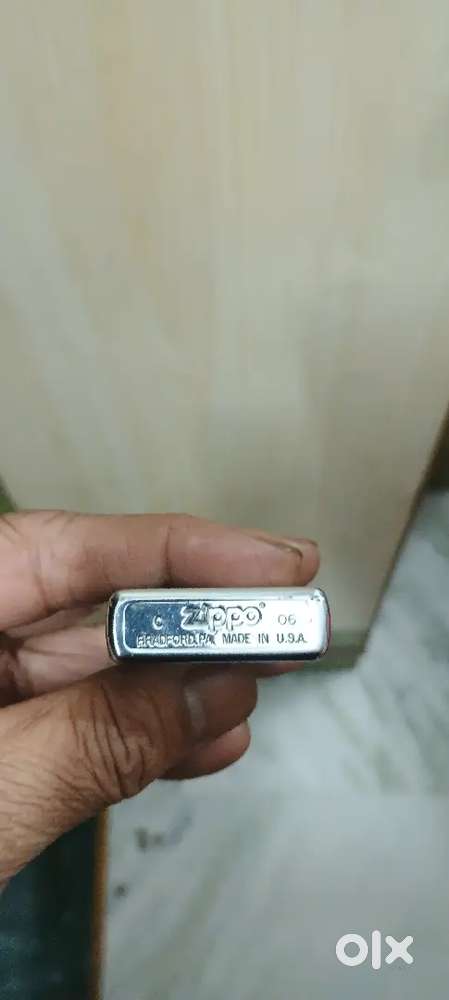 C Zippo® 06
BRADFORD.PA. MADE IN U.S.A.
olx